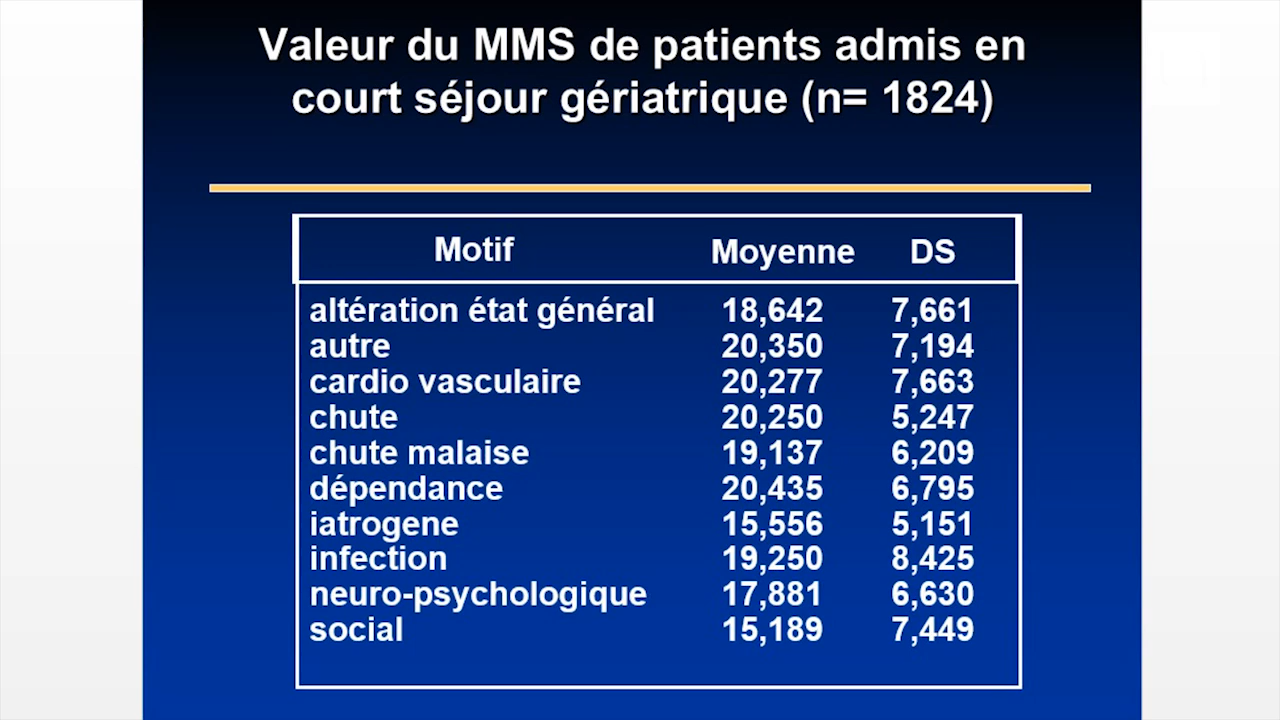 Valeur du MMS de patients admis en
court séjour gériatrique (n= 1824)
Motif Moyenne DS
altération état général 18,642 7,661
autre 20,350 7,194
cardio vasculaire 20,277 7,663
chute 20,250 5,247
chute malaise 19,137 6,209
dépendance 20,435 6,795
iatrogene 15,556 5,151
infection 19,250 8,425
neuro-psychologique 17,881 6,630
social 15,189 7,449